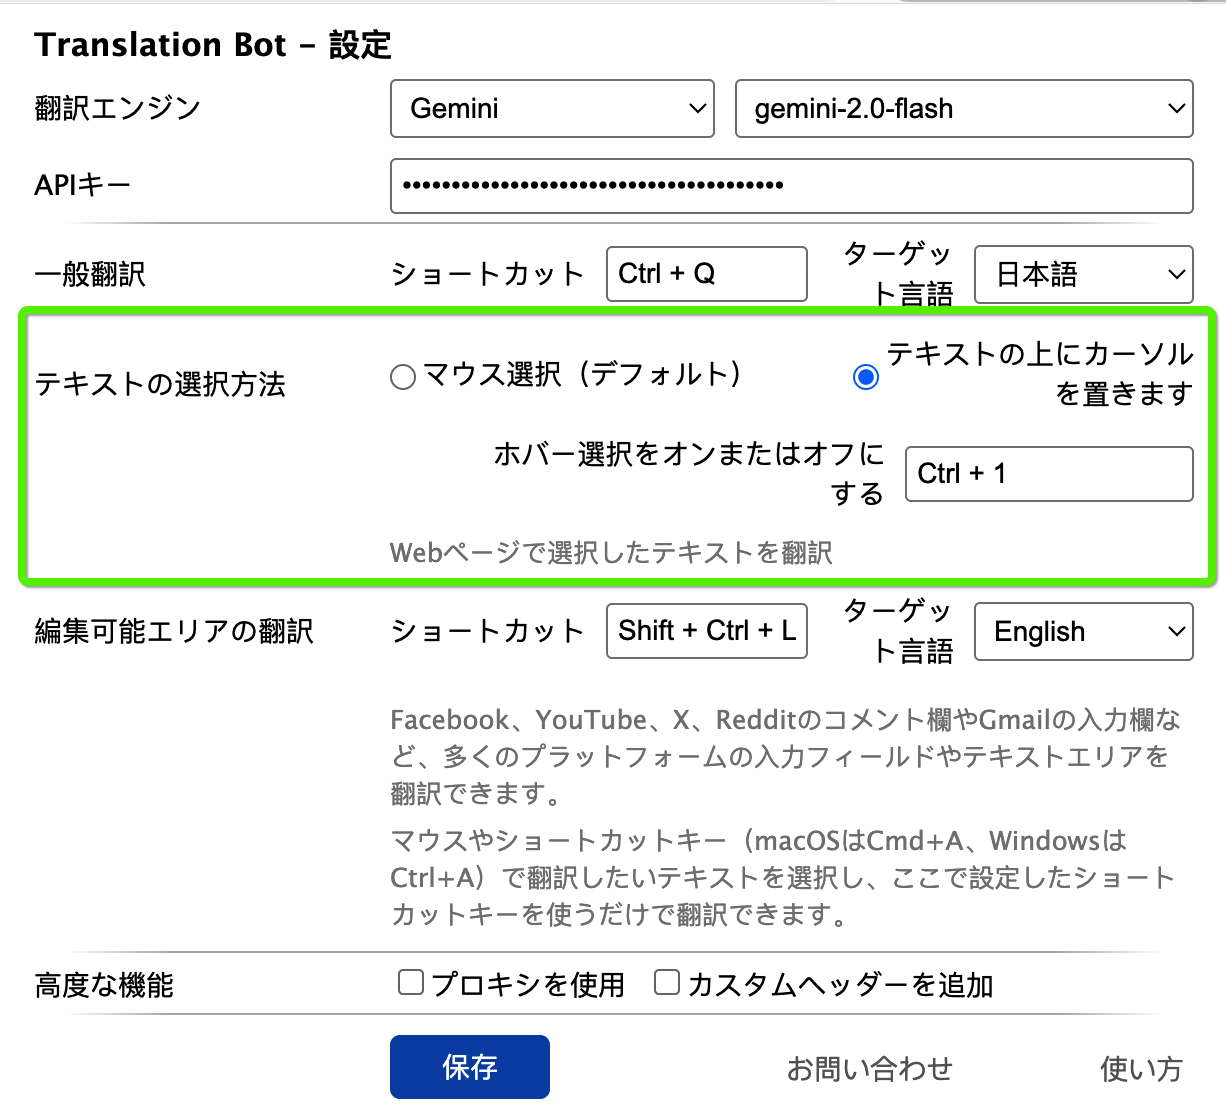 Translation Bot – 設定
翻訳エンジン
Gemini
gemini-2.0-flash
APIキー
••••••••••••••••••••••••••••••••••••••••
一般翻訳
ショートカット
Ctrl + Q
ターゲッ
ト言語
日本語
テキストの選択方法
マウス選択（デフォルト）
テキストの上にカーソル
を置きます
ホバー選択をオンまたはオフに
する
Ctrl + 1
Webページで選択したテキストを翻訳
編集可能エリアの翻訳
ショートカット
Shift + Ctrl + L
ターゲッ
ト言語
English
Facebook、YouTube、X、Redditのコメント欄やGmailの入力欄な
ど、多くのプラットフォームの入力フィールドやテキストエリアを
翻訳できます。
マウスやショートカットキー（macOSはCmd+A、Windowsは
Ctrl+A）で翻訳したいテキストを選択し、ここで設定したショート
カットキーを使うだけで翻訳できます。
高度な機能
プロキシを使用
カスタムヘッダーを追加
保存
お問い合わせ
使い方